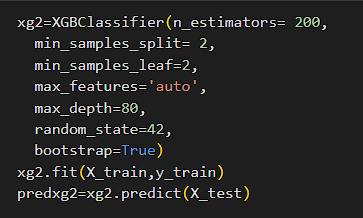 xg2=XGBClassifier(n_estimators= 200,
  min_samples_split= 2,
  min_samples_leaf=2,
  max_features='auto',
  max_depth=80,
  random_state=42,
  bootstrap=True)
xg2.fit(X_train,y_train)
predxg2=xg2.predict(X_test)